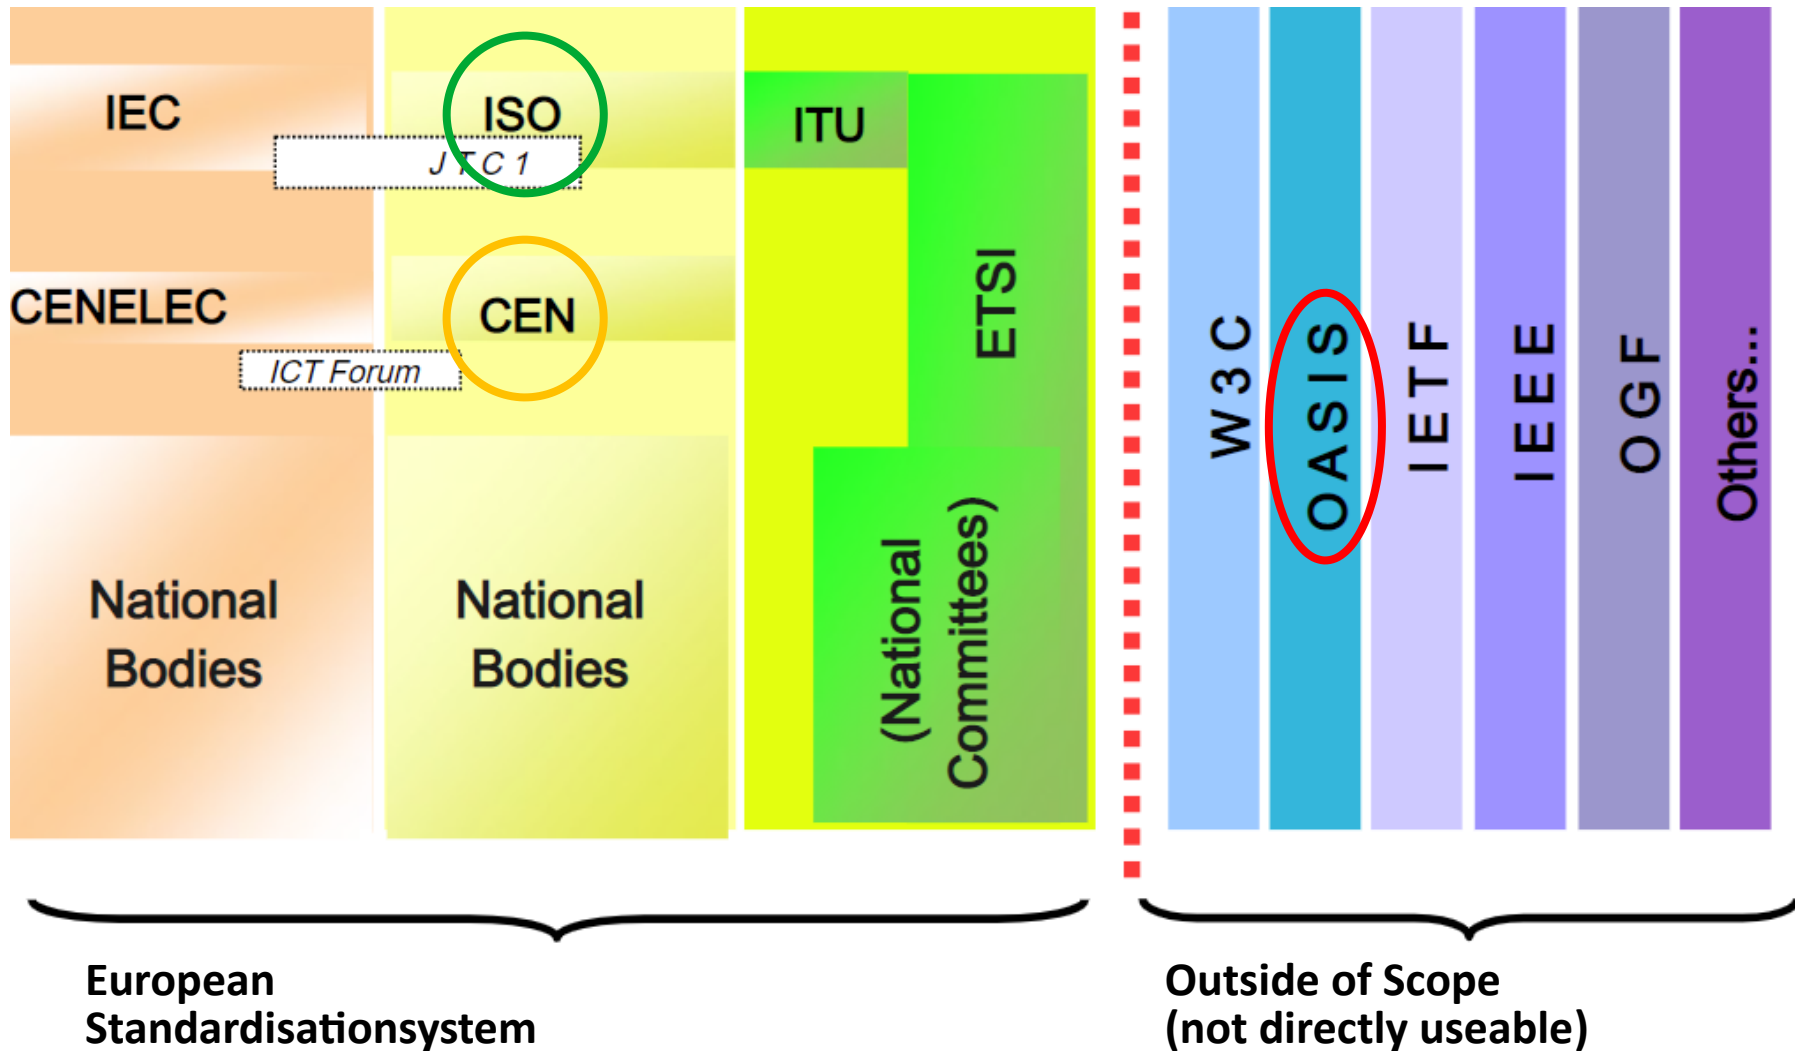 IEC
ISO
J T C 1
ITU
CENELEC
CEN
ICT Forum
ETSI
National
Bodies
National
Bodies
(National
Committees)
W3C
OASIS
IETF
IEEE
OGF
Others...
European
Standardisationsystem
Outside of Scope
(not directly useable)